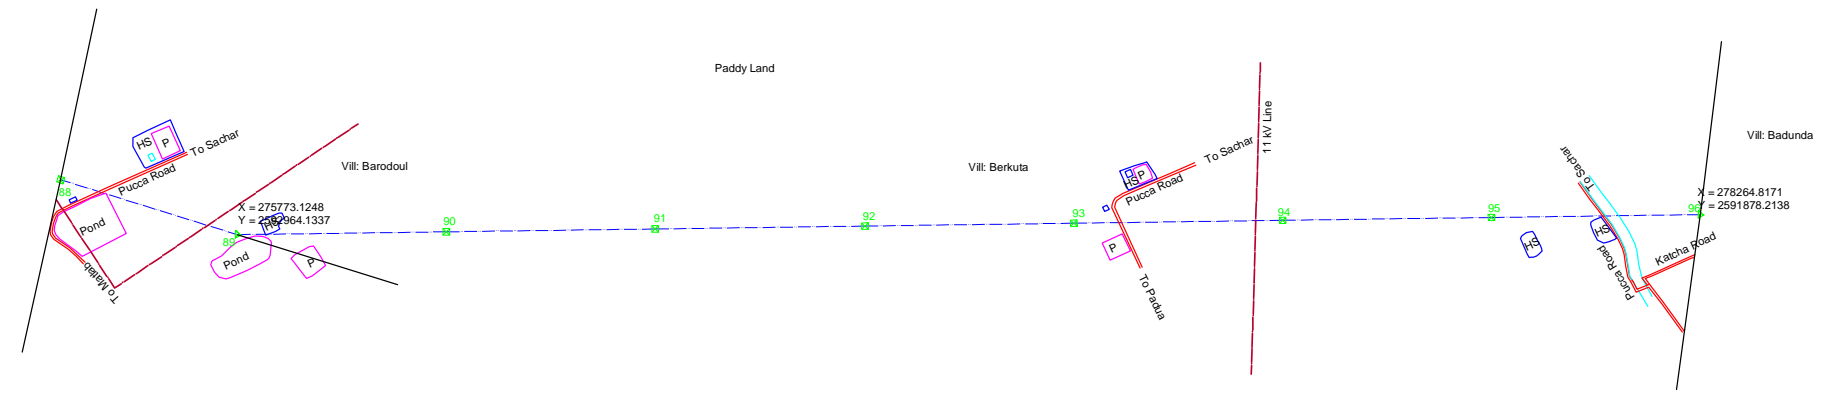 Paddy Land
Vill: Badunda
HS
P
To Sachar
Pucca Road
88
Pond
To Matlab
Vill: Barodoul
X = 275773.1248
Y = 2592964.1337
HS
89
Pond
P
90
91
92
93
Vill: Berkuta
HS
P
To Sachar
Pucca Road
P
To Padua
11 kV Line
94
95
HS
To Sachar
HS
Pucca Road
Katcha Road
X = 278264.8171
Y = 2591878.2138
96